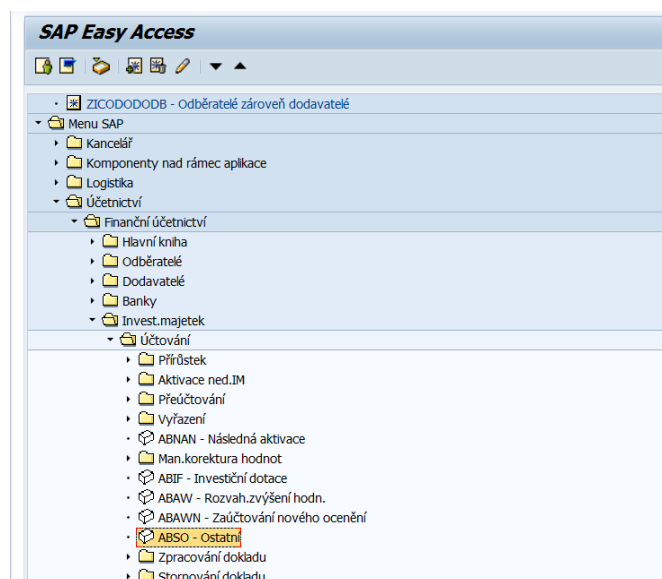 SAP Easy Access
ZICODODODB - Odběratelé zároveň dodavatelé
Menu SAP
Kancelář
Komponenty nad rámec aplikace
Logistika
Účetnictví
Finanční účetnictví
Hlavní kniha
Odběratelé
Dodavatelé
Banky
Invest.majetek
Účtování
Přírůstek
Aktivace ned.IM
Přeúčtování
Vyřazení
ABNAN - Následná aktivace
Man.korektura hodnot
ABIF - Investiční dotace
ABAW - Rozvah.zvýšení hodn.
ABAWN - Zaúčtování nového ocenění
ABSO - Ostatní
Zpracování dokladu
Stornování dokladu